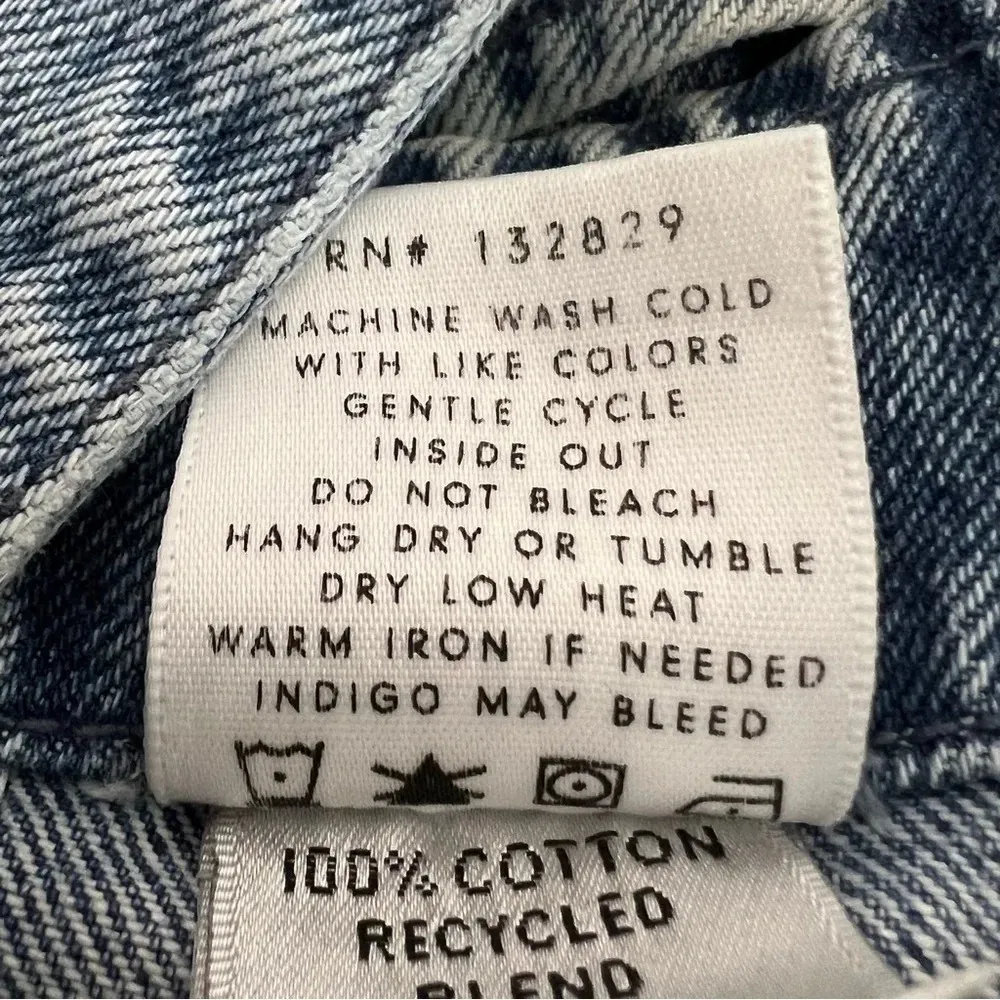 RN# 132829
MACHINE WASH COLD
WITH LIKE COLORS
GENTLE CYCLE
INSIDE OUT
DO NOT BLEACH
HANG DRY OR TUMBLE
DRY LOW HEAT
WARM IRON IF NEEDED
INDIGO MAY BLEED
100% COTTON
RECYCLED
BLEND